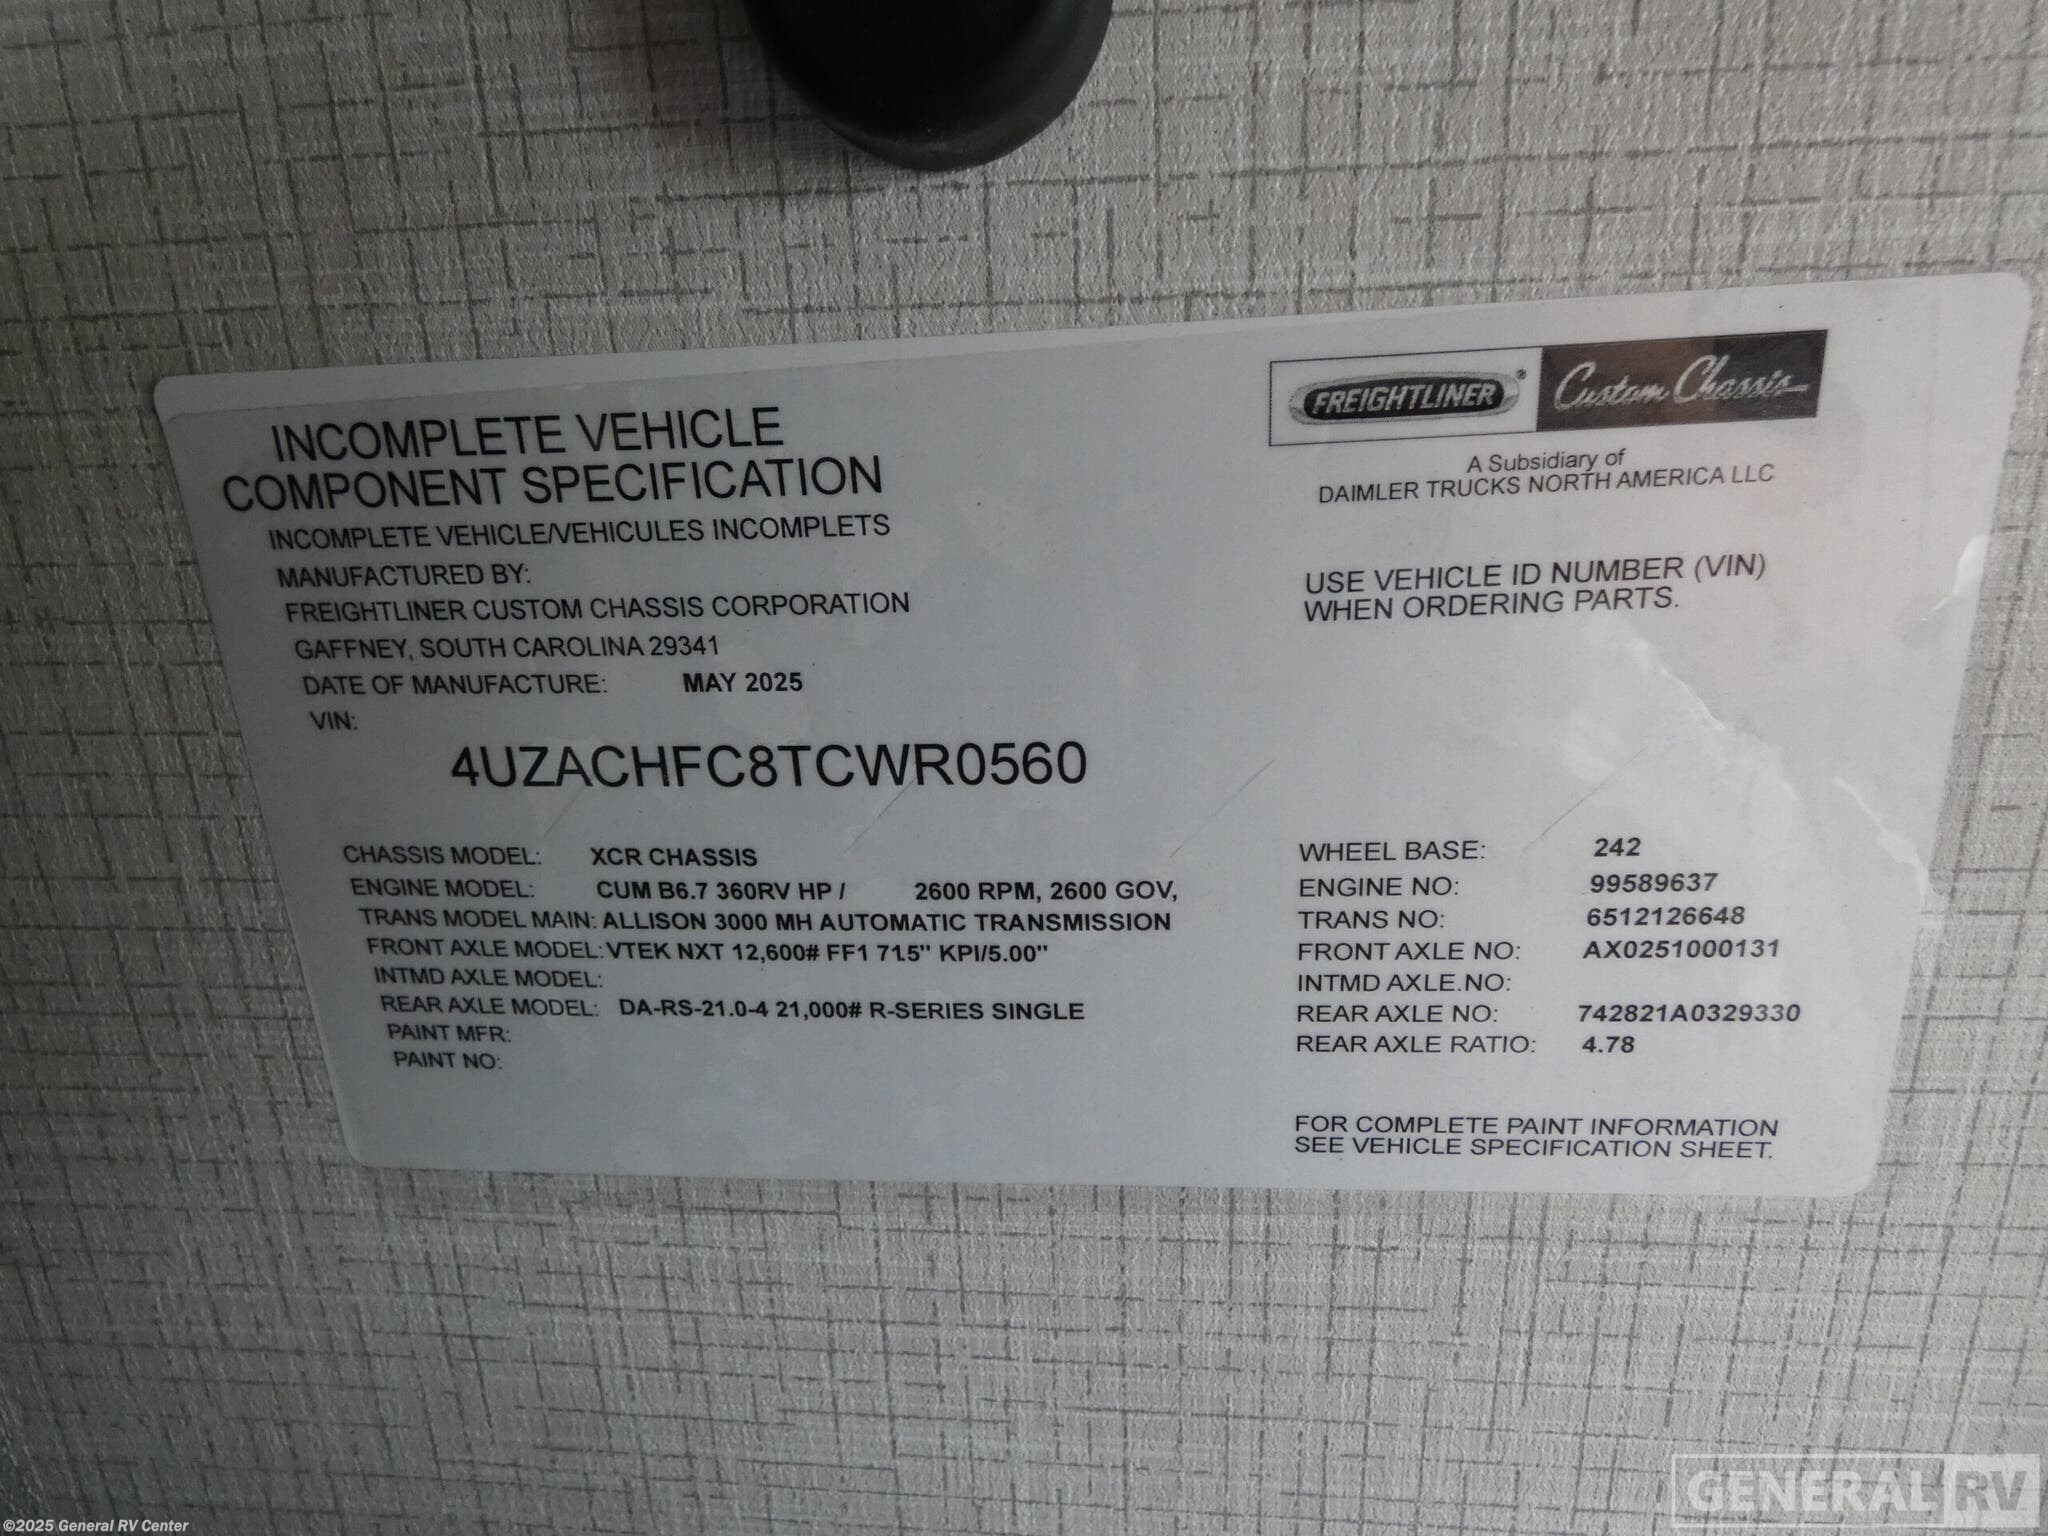 INCOMPLETE VEHICLE
COMPONENT SPECIFICATION
INCOMPLETE VEHICLE/VEHICULES INCOMPLETS
MANUFACTURED BY:
FREIGHTLINER CUSTOM CHASSIS CORPORATION
GAFFNEY, SOUTH CAROLINA 29341
DATE OF MANUFACTURE: MAY 2025
VIN:
4UZACHFC8TCWR0560
FREIGHTLINER® Custom Chassis
A Subsidiary of
DAIMLER TRUCKS NORTH AMERICA LLC
USE VEHICLE ID NUMBER (VIN)
WHEN ORDERING PARTS.
CHASSIS MODEL: XCR CHASSIS
ENGINE MODEL: CUM B6.7 360RV HP / 2600 RPM, 2600 GOV,
TRANS MODEL MAIN: ALLISON 3000 MH AUTOMATIC TRANSMISSION
FRONT AXLE MODEL: VTEK NXT 12,600# FF1 71.5" KPI/5.00"
INTMD AXLE MODEL:
REAR AXLE MODEL: DA-RS-21.0-4 21,000# R-SERIES SINGLE
PAINT MFR:
PAINT NO:
WHEEL BASE: 242
ENGINE NO: 99589637
TRANS NO: 6512126648
FRONT AXLE NO: AX0251000131
INTMD AXLE.NO:
REAR AXLE NO: 742821A0329330
REAR AXLE RATIO: 4.78
FOR COMPLETE PAINT INFORMATION
SEE VEHICLE SPECIFICATION SHEET.
GENERAL RV
©2025 General RV Center